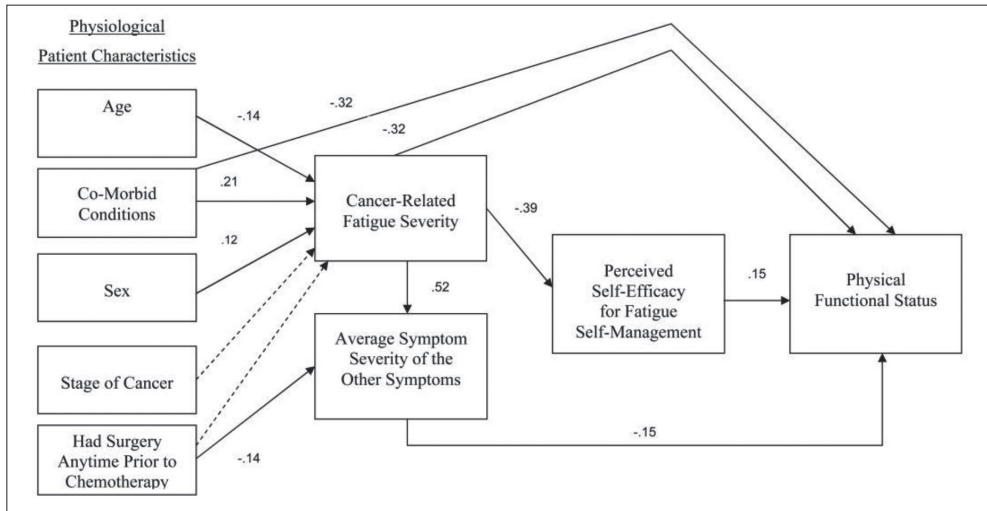 Physiological
Patient Characteristics
Age
-.14
-.32
-.32
Co-Morbid
Conditions
.21
Cancer-Related
Fatigue Severity
-.39
.12
Sex
Perceived
Self-Efficacy
for Fatigue
Self-Management
.15
Physical
Functional Status
.52
Stage of Cancer
Average Symptom
Severity of the
Other Symptoms
Had Surgery
Anytime Prior to
Chemotherapy
-.14
-.15